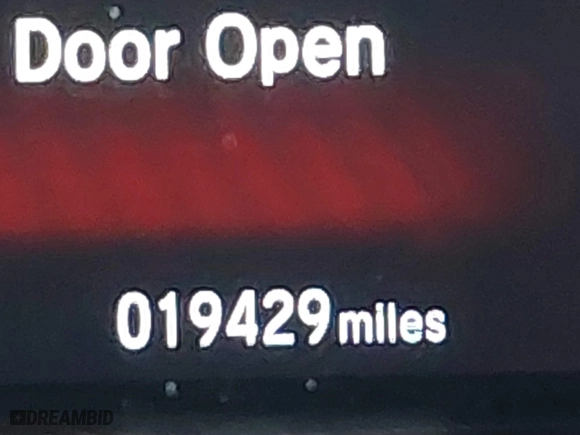 Door Open
019429 miles
DREAMBID